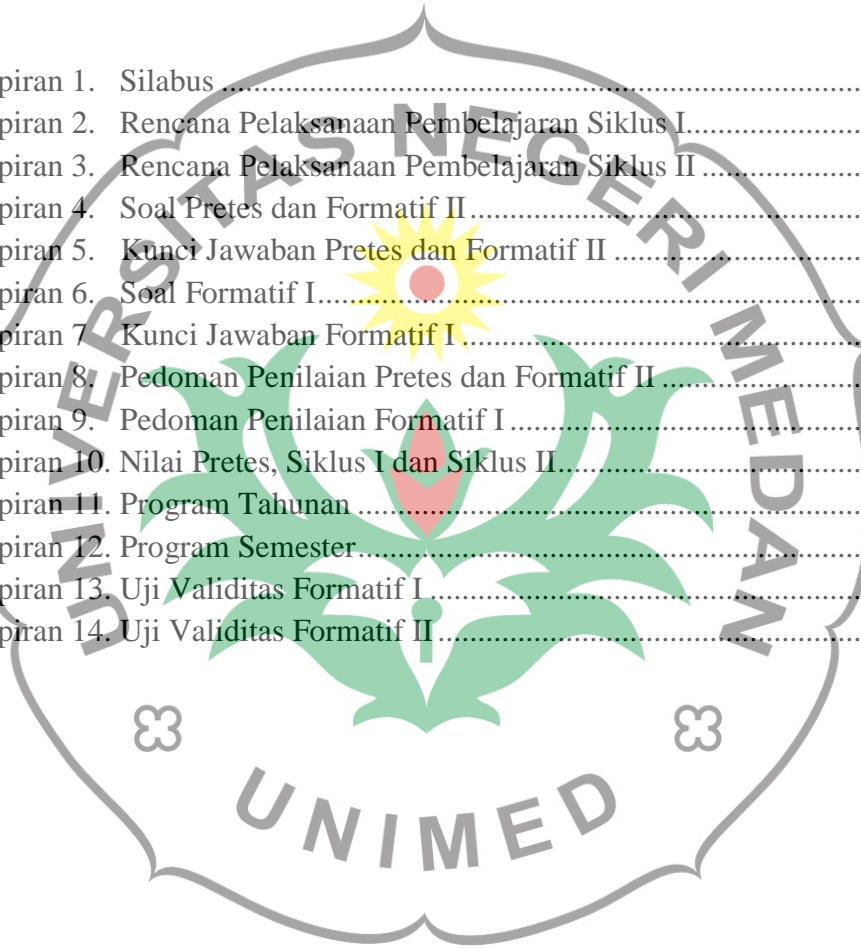 piran 1. Silabus ....................................................................................
piran 2. Rencana Pelaksanaan Pembelajaran Siklus I......................
piran 3. Rencana Pelaksanaan Pembelajaran Siklus II ....................
piran 4. Soal Pretes dan Formatif II..................................................
piran 5. Kunci Jawaban Pretes dan Formatif II ...............................
piran 6. Soal Formatif I.....................................................................
piran 7 Kunci Jawaban Formatif I ..................................................
piran 8. Pedoman Penilaian Pretes dan Formatif II .........................
piran 9. Pedoman Penilaian Formatif I ............................................
piran 10. Nilai Pretes, Siklus I dan Siklus II.......................................
piran 11. Program Tahunan ................................................................
piran 12. Program Semester................................................................
piran 13. Uji Validitas Formatif I .......................................................
piran 14. Uji Validitas Formatif II ......................................................
UNIVERSITAS NEGERI MEDAN
UNIMED